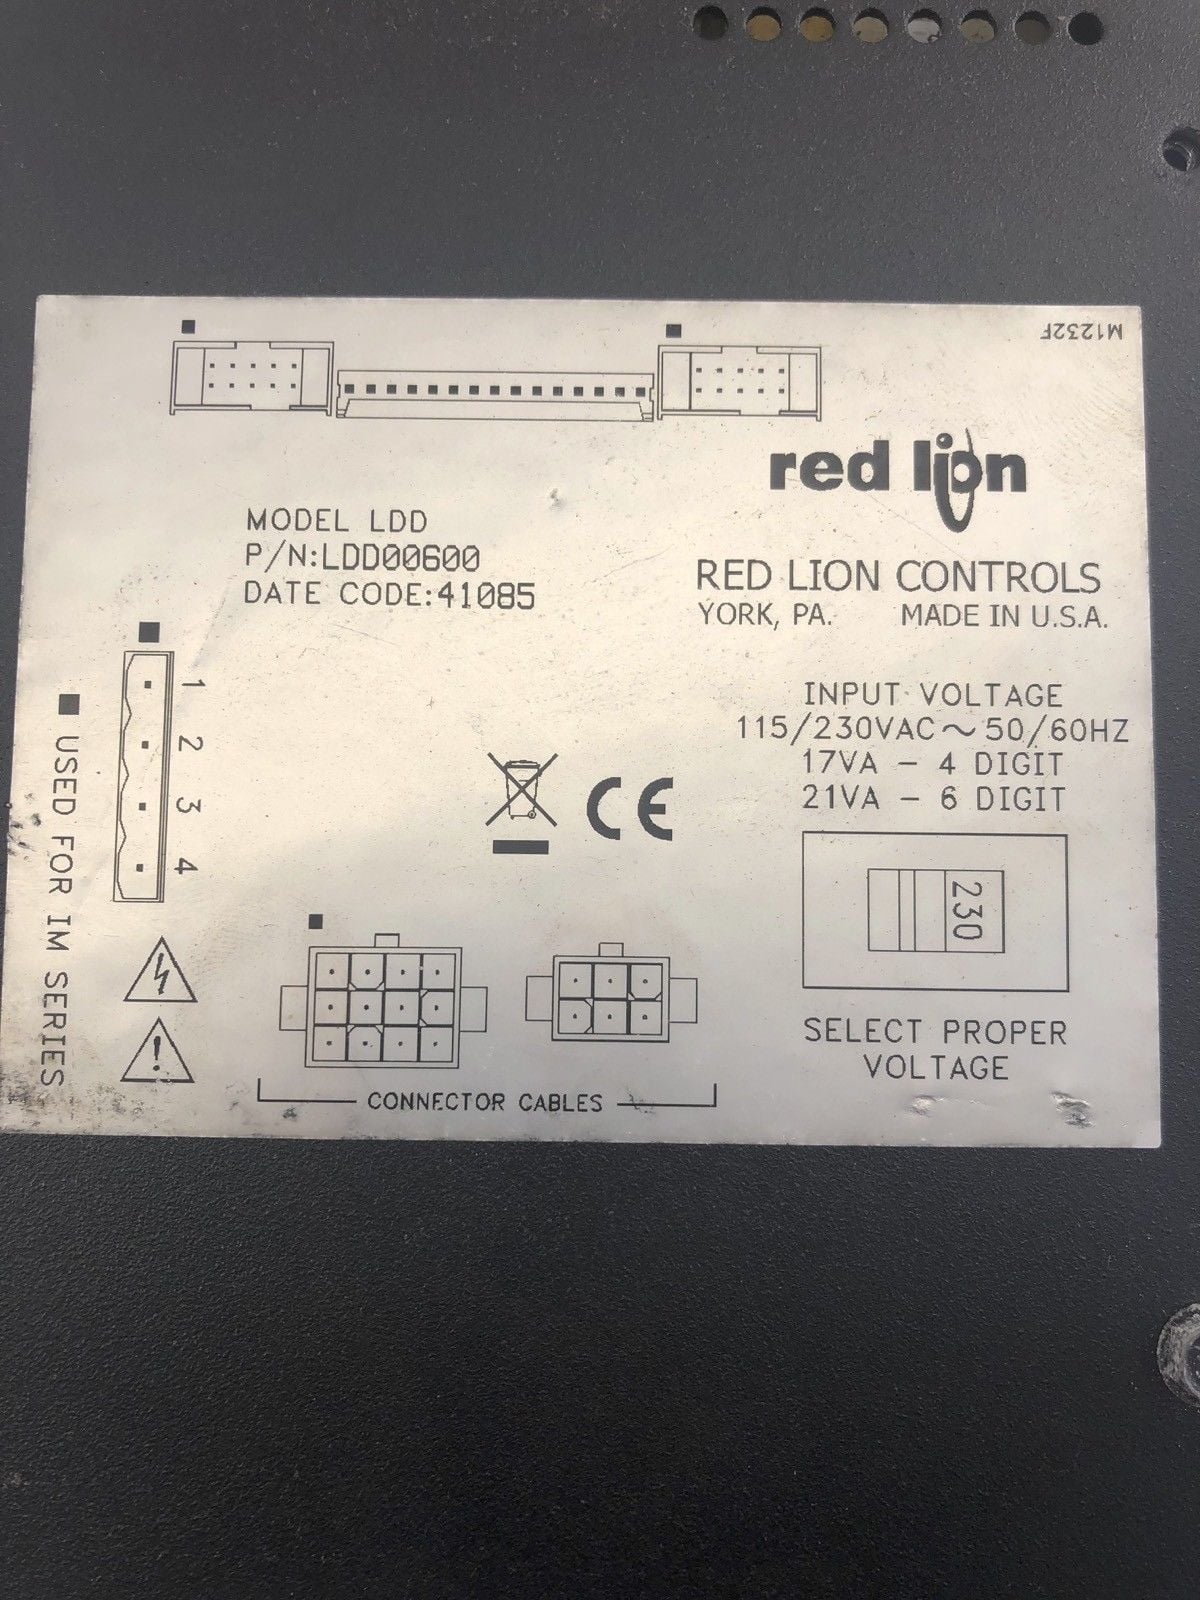 M1232F
red lion
MODEL LDD
P/N:LDD00600
DATE CODE:41085
RED LION CONTROLS
YORK, PA. MADE IN U.S.A.
INPUT VOLTAGE
115/230VAC~50/60HZ
17VA - 4 DIGIT
21VA - 6 DIGIT
230
SELECT PROPER
VOLTAGE
1
2
3
4
■ USED FOR IM SERIES
CE
CONNECTOR CABLES